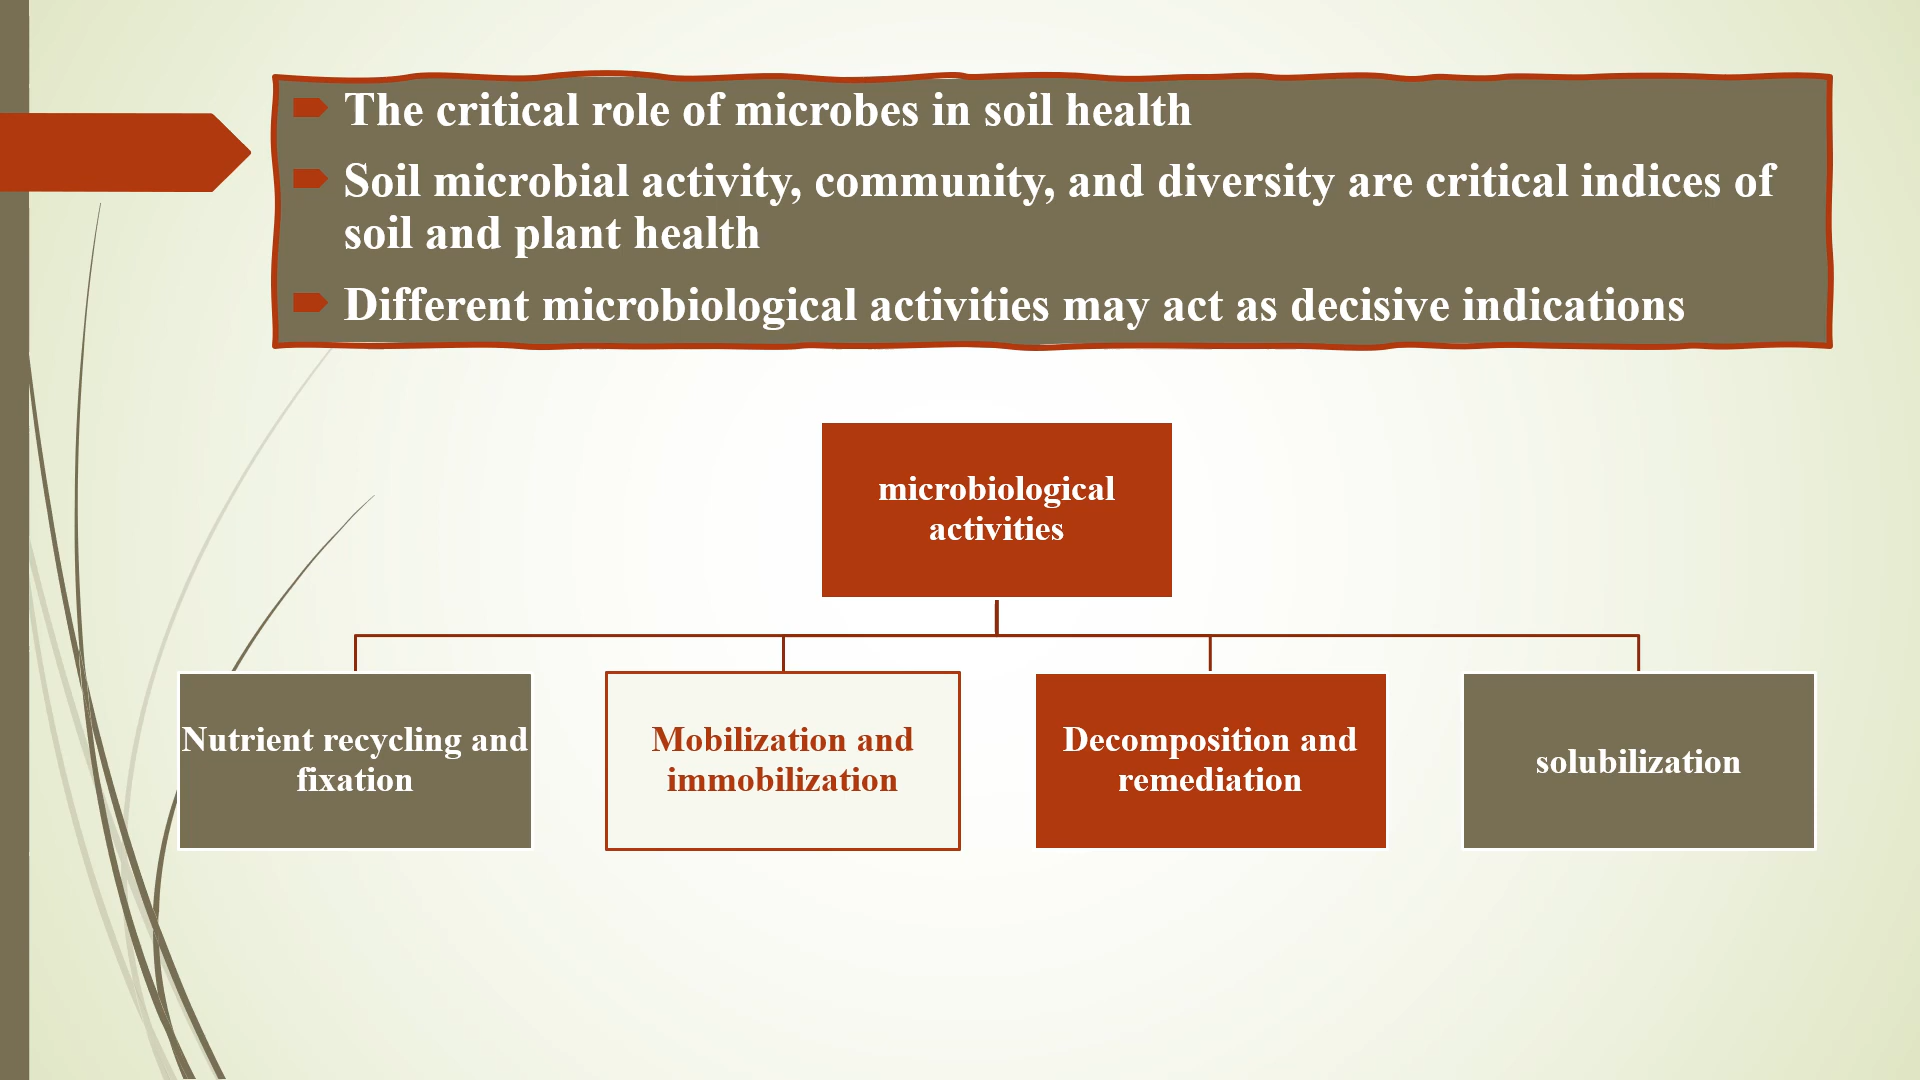 The critical role of microbes in soil health
Soil microbial activity, community, and diversity are critical indices of
soil and plant health
Different microbiological activities may act as decisive indications
microbiological
activities
Nutrient recycling and
fixation
Mobilization and
immobilization
Decomposition and
remediation
solubilization